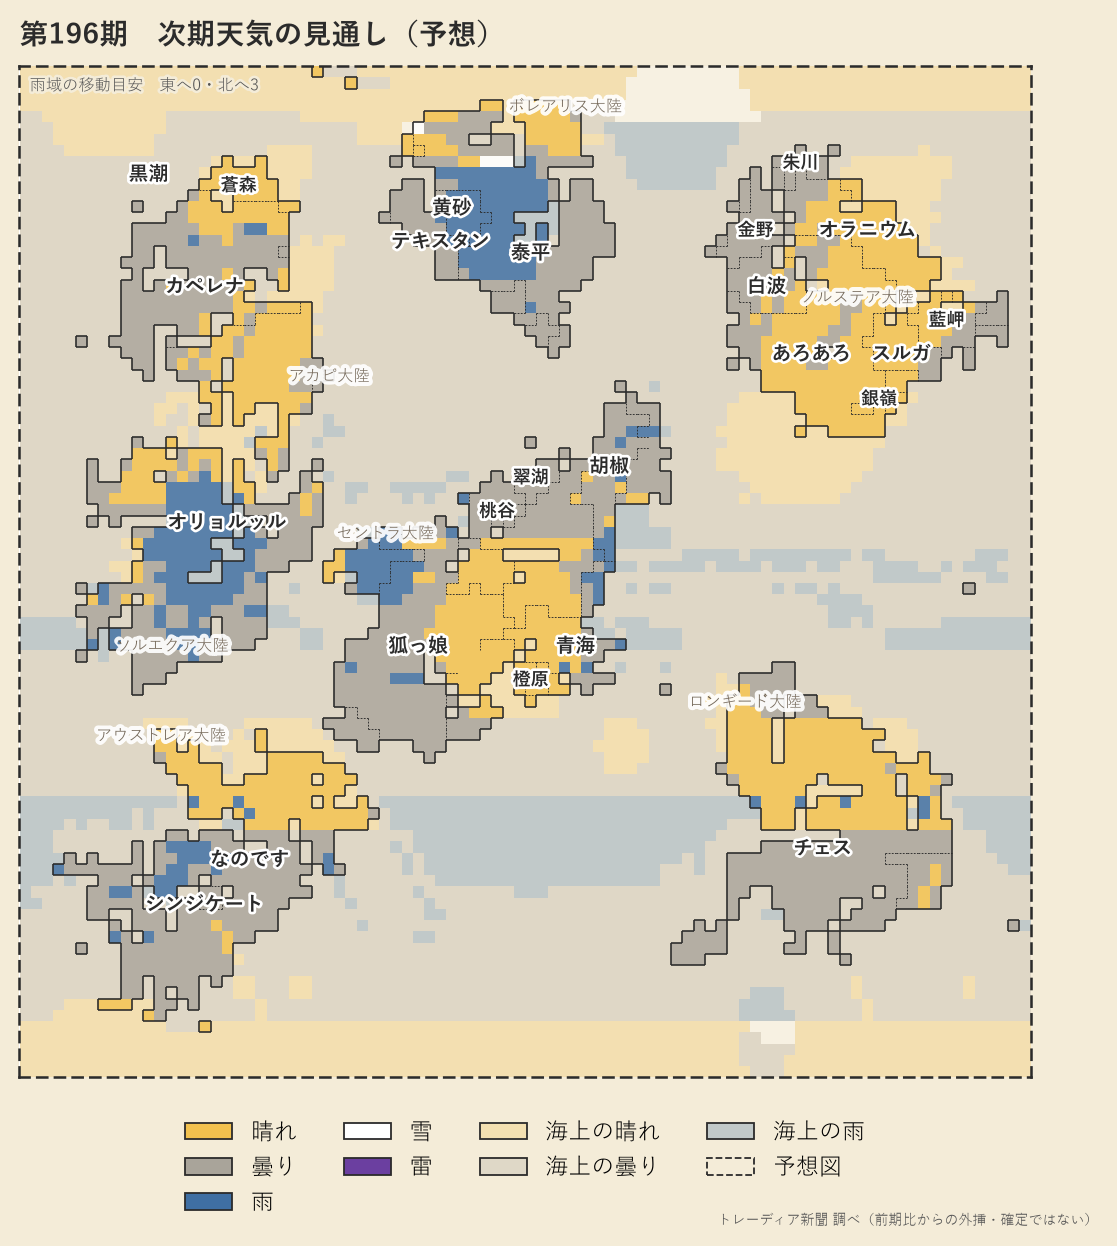 第196期　次期天気の見通し（予想）
雨域の移動目安　東へ0・北へ3
ボレアリス大陸
朱川
黒潮
蒼森
黄砂
金野
オラニウム
テキスタン
泰平
カペレナ
白波
ノルステア大陸
藍岬
あろあろ
スルガ
アカピ大陸
銀嶺
胡椒
翠湖
桃谷
オリョルッル
セントラ大陸
ソルエクア大陸
狐っ娘
青海
橙原
ロンギード大陸
アウストレア大陸
チェス
なのです
シンジケート
晴れ
雪
海上の晴れ
海上の雨
曇り
雷
海上の曇り
予想図
雨
トレーディア新聞 調べ（前期比からの外挿・確定ではない）